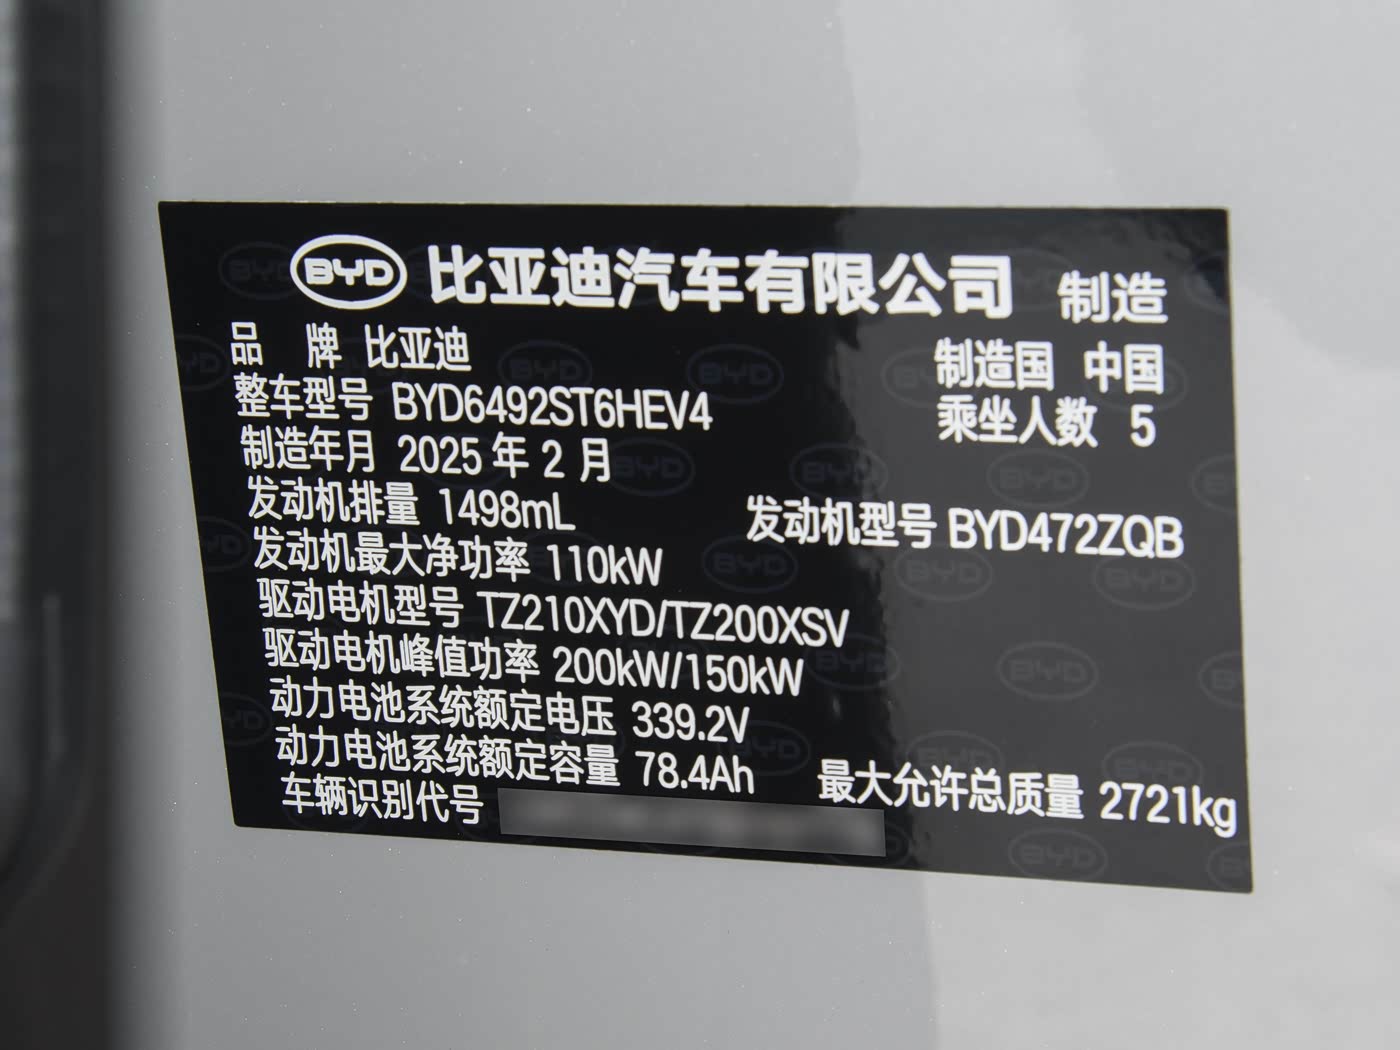 BYD 比亚迪汽车有限公司 制造
品 牌 比亚迪 制造国 中国
整车型号 BYD6492ST6HEV4 乘坐人数 5
制造年月 2025 年 2 月
发动机排量 1498mL 发动机型号 BYD472ZQB
发动机最大净功率 110kW
驱动电机型号 TZ210XYD/TZ200XSV
驱动电机峰值功率 200kW/150kW
动力电池系统额定电压 339.2V
动力电池系统额定容量 78.4Ah 最大允许总质量 2721kg
车辆识别代号